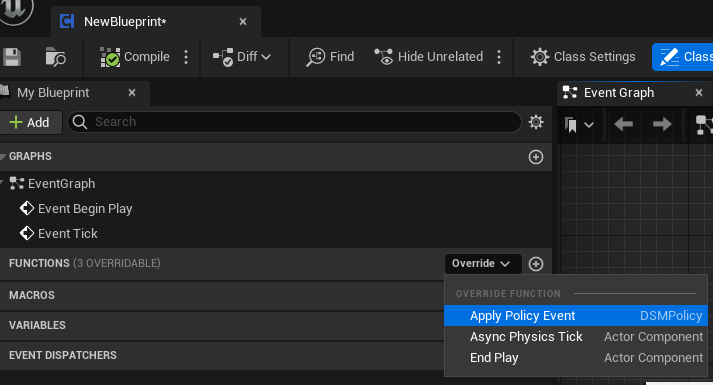 NewBlueprint*
Compile
Diff
Find
Hide Unrelated
Class Settings
Class
My Blueprint
Event Graph
Add
Search
GRAPHS
EventGraph
Event Begin Play
Event Tick
FUNCTIONS (3 OVERRIDABLE)
Override
MACROS
OVERRIDE FUNCTION
Apply Policy Event DSMPolicy
VARIABLES
Async Physics Tick Actor Component
EVENT DISPATCHERS
End Play Actor Component